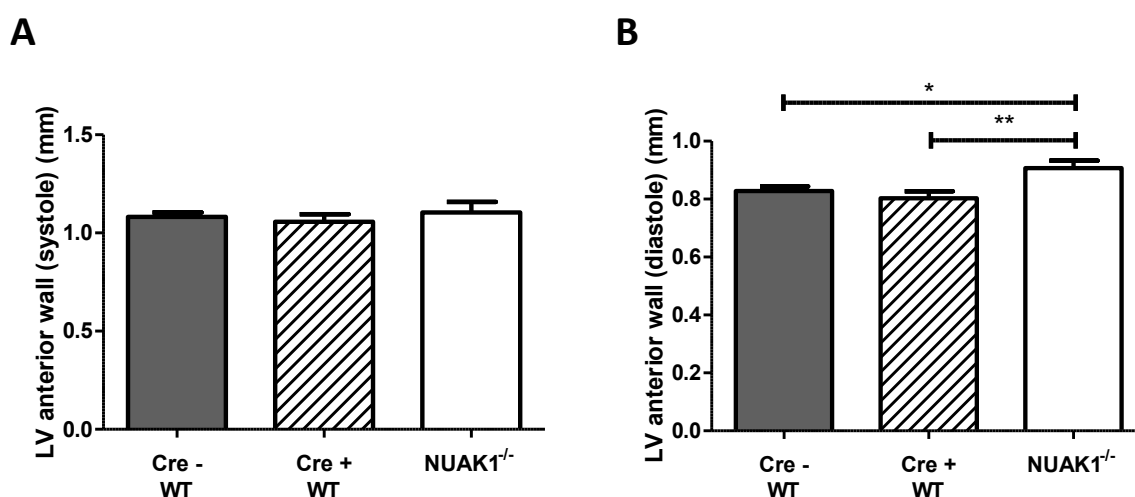 A
LV anterior wall (systole) (mm)
1.5
1.0
0.5
0.0
Cre -
WT
Cre +
WT
NUAK1-/-
B
LV anterior wall (diastole) (mm)
*
**
1.0
0.8
0.6
0.4
0.2
0.0
Cre -
WT
Cre +
WT
NUAK1-/-